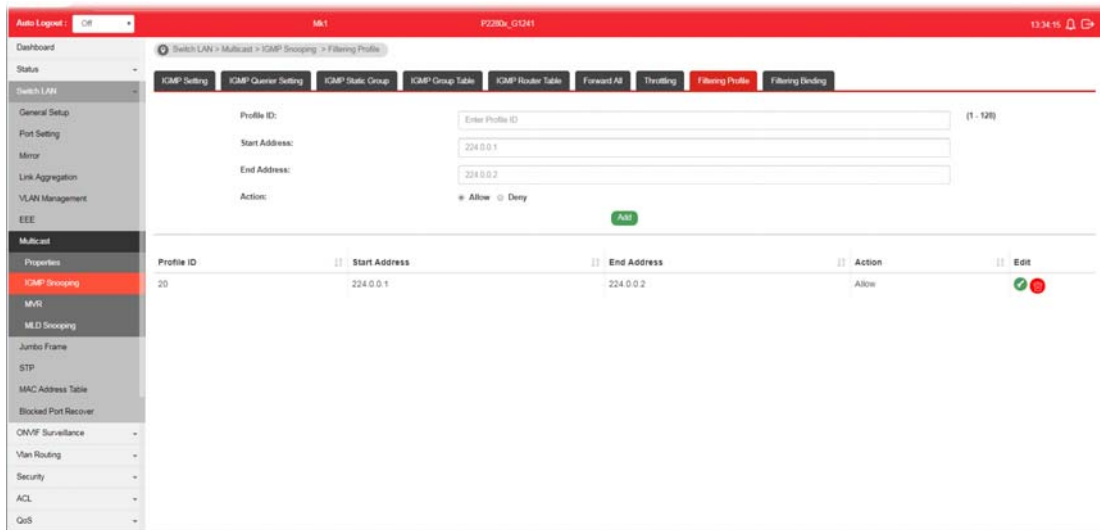 Auto Logout : Off Mk1 P2280x_G1241 13:34:15
Dashboard
Status
Switch LAN
General Setup
Port Setting
Mirror
Link Aggregation
VLAN Management
EEE
Multicast
Properties
IGMP Snooping
MVR
MLD Snooping
Jumbo Frame
STP
MAC Address Table
Blocked Port Recover
ONVIF Surveillance
Vlan Routing
Security
ACL
QoS
Switch LAN > Multicast > IGMP Snooping > Filtering Profile
IGMP Setting IGMP Querier Setting IGMP Static Group IGMP Group Table IGMP Router Table Forward All Throttling Filtering Profile Filtering Binding
Profile ID: Enter Profile ID (1 - 128)
Start Address: 224.0.0.1
End Address: 224.0.0.2
Action: Allow Deny
Add
Profile ID Start Address End Address Action Edit
20 224.0.0.1 224.0.0.2 Allow